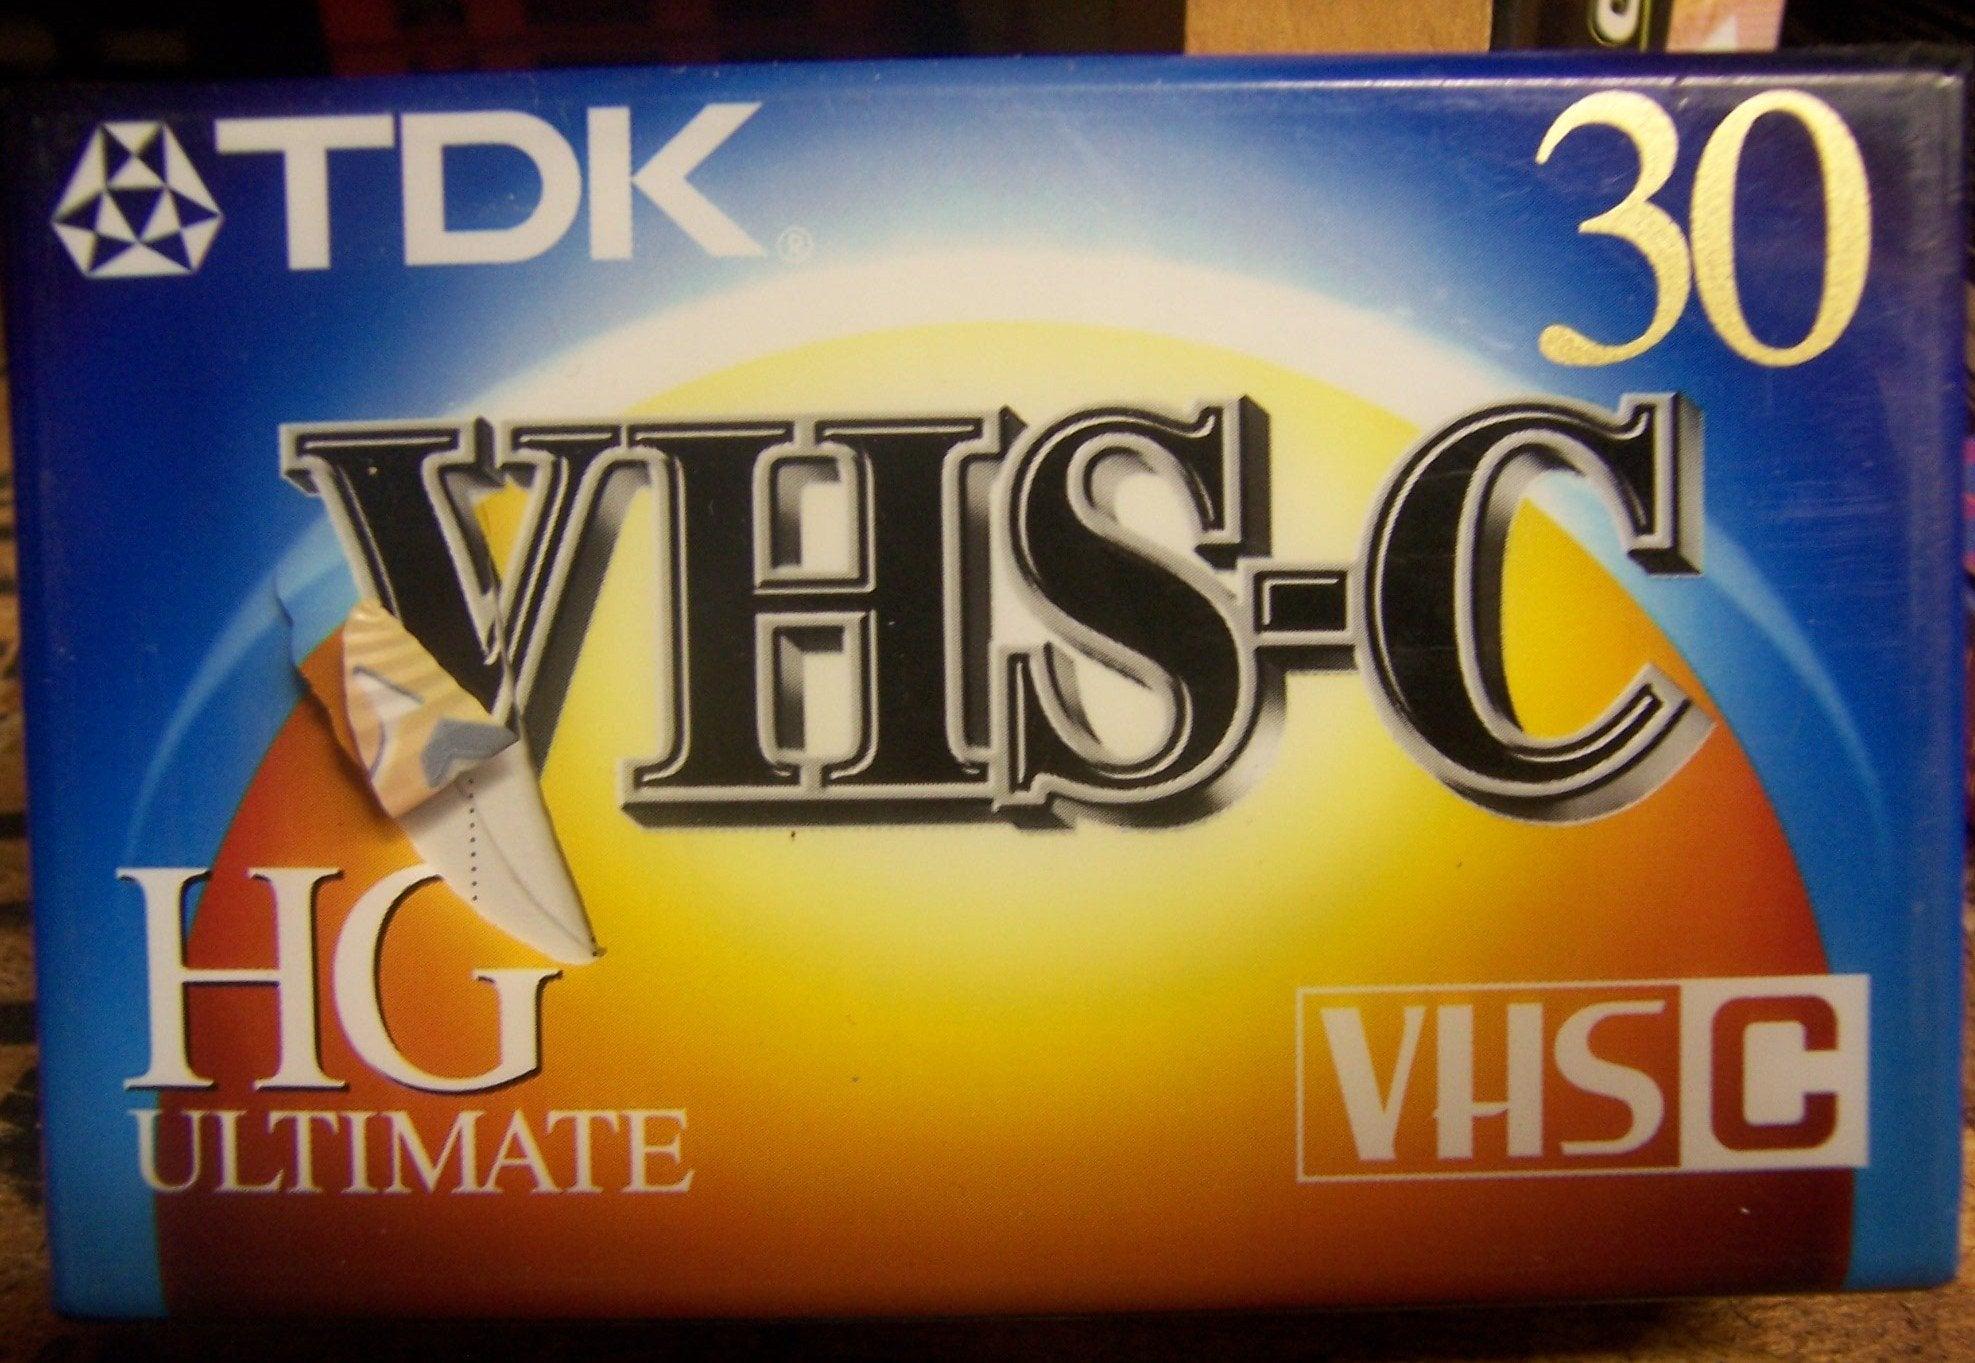 TDK®
30
VHS-C
HG
ULTIMATE
VHS C